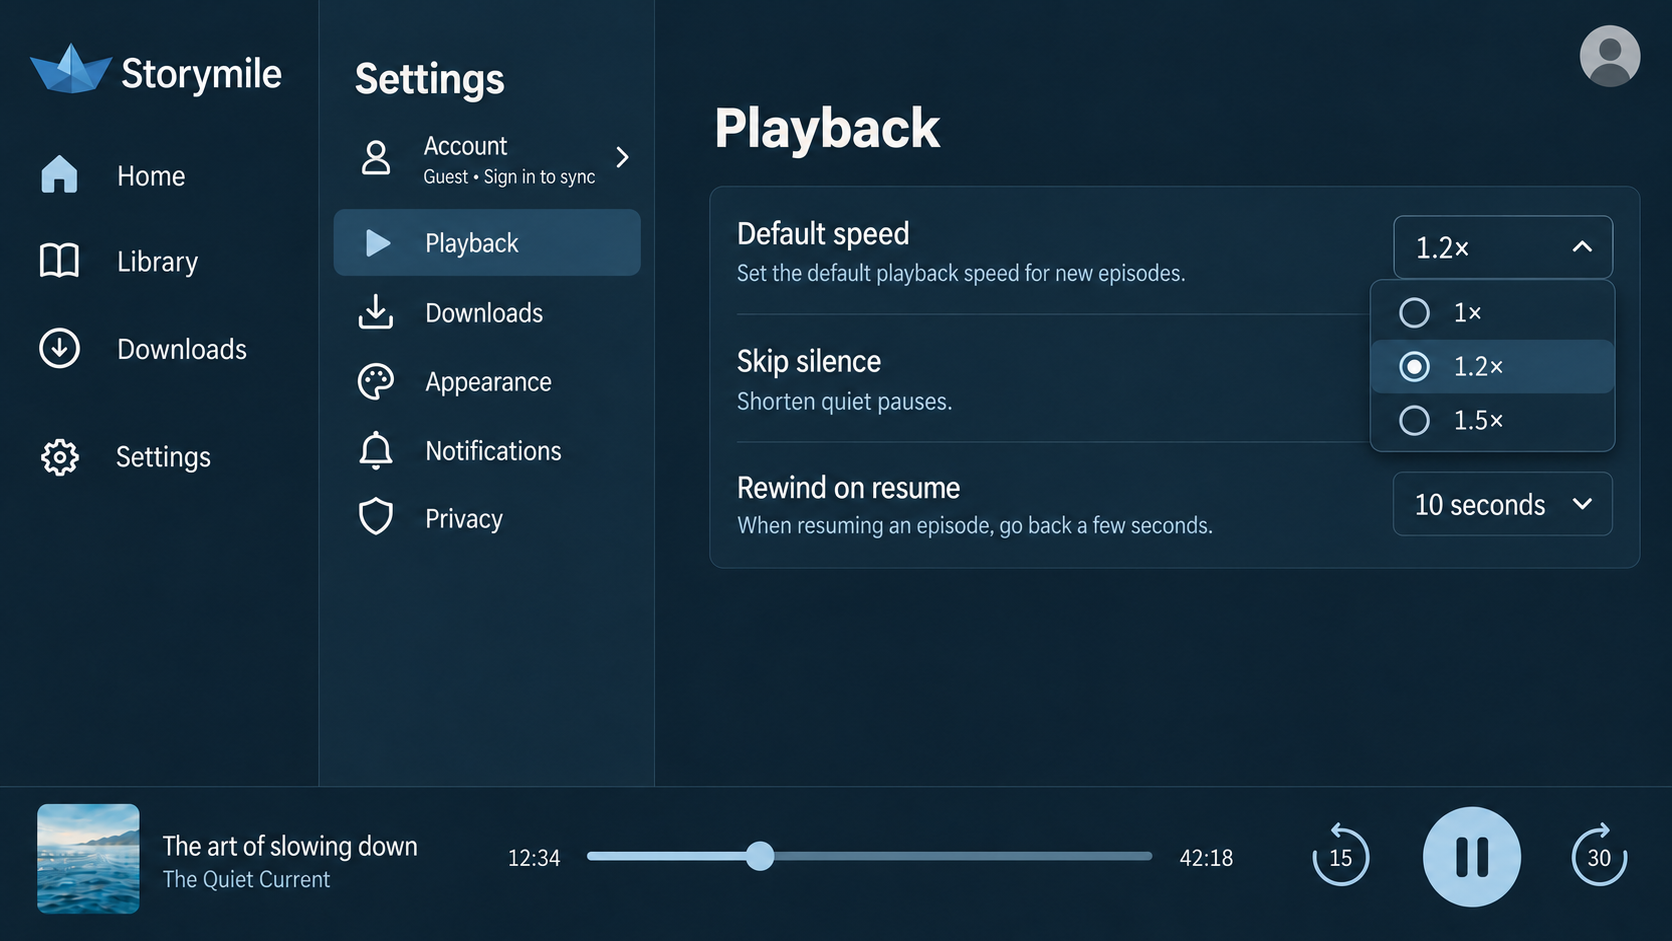 Storymile
Home
Library
Downloads
Settings
Settings
Account
Guest • Sign in to sync
Playback
Downloads
Appearance
Notifications
Privacy
Playback
Default speed
Set the default playback speed for new episodes.
1.2×
1×
1.2×
1.5×
Skip silence
Shorten quiet pauses.
Rewind on resume
When resuming an episode, go back a few seconds.
10 seconds
The art of slowing down
The Quiet Current
12:34
42:18
15
30